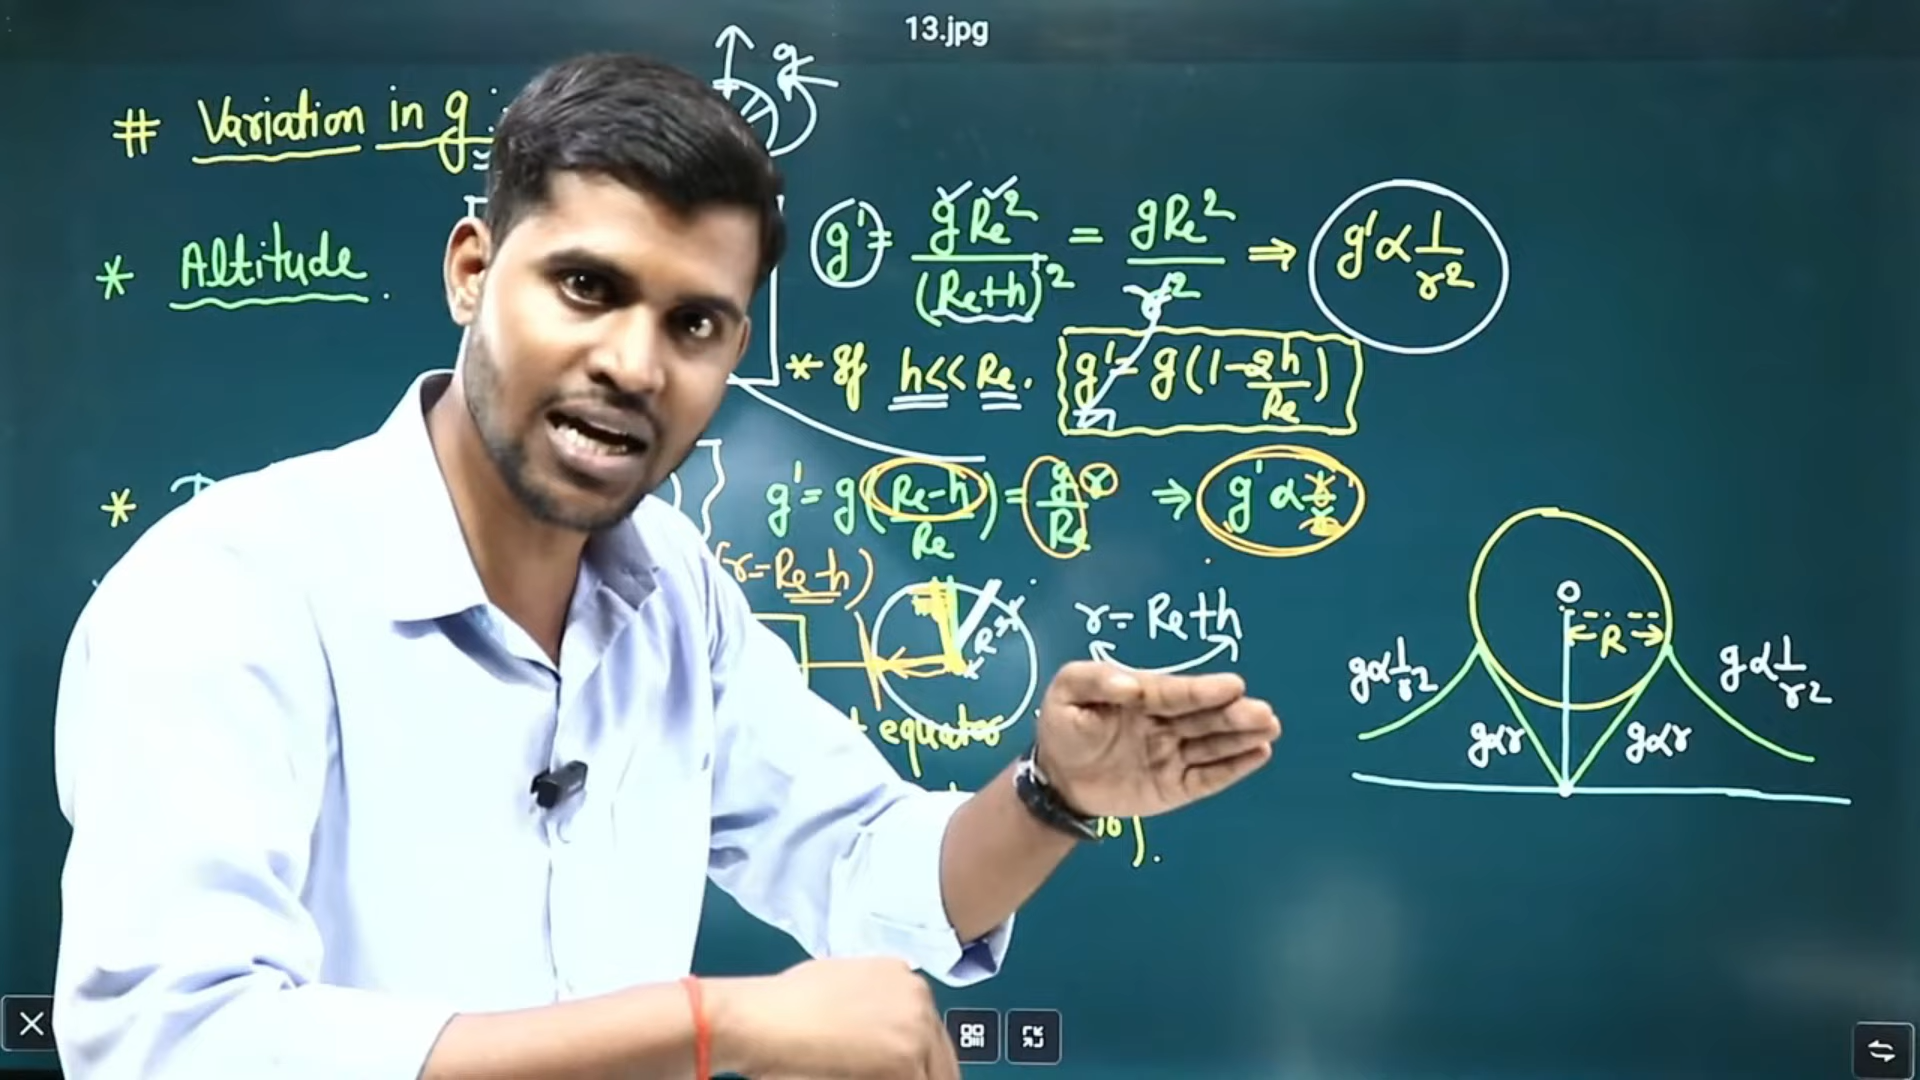 13.jpg
# Variation in g :
g
* Altitude.
g' = gRe²/(Re+h)² = gRe²/r² ⇒ g' ∝ 1/r²
* If h<<Re. g' = g(1-2h/Re)
* g' = g(Re-h/Re) = g/Re r ⇒ g' ∝
(r=Re-h)
R
r=Re+h
equator
O
R
g∝1/r²
g∝r
g∝r
g∝1/r²